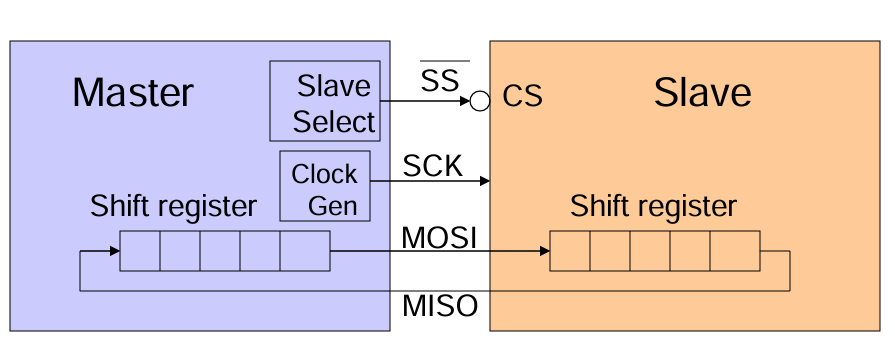 Master
Slave
Select
SS
CS
Slave
Clock
Gen
SCK
Shift register
Shift register
MOSI
MISO